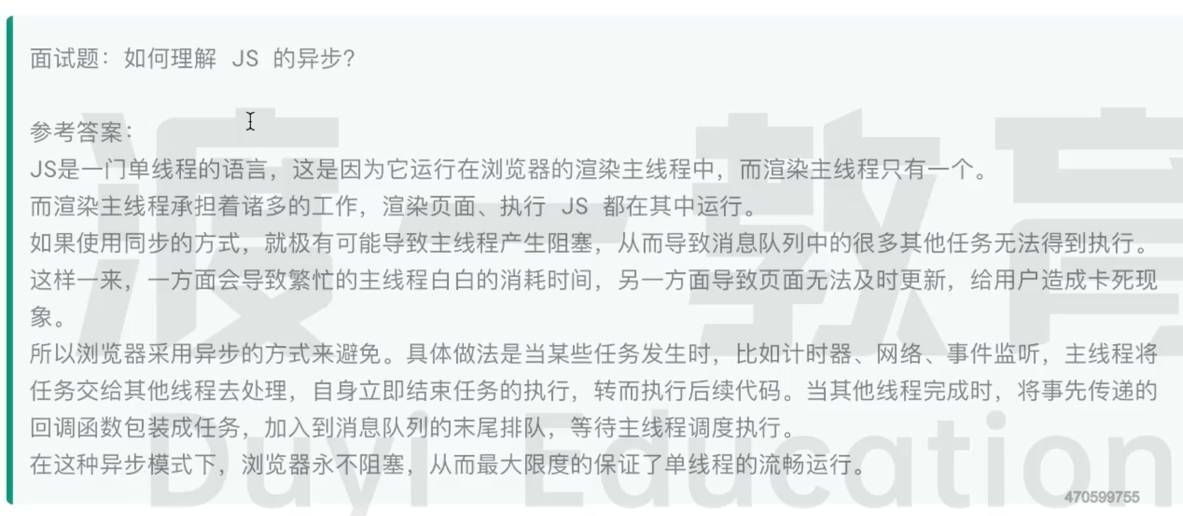 面试题：如何理解 JS 的异步？
参考答案：
JS是一门单线程的语言，这是因为它运行在浏览器的渲染主线程中，而渲染主线程只有一个。
而渲染主线程承担着诸多的工作，渲染页面、执行 JS 都在其中运行。
如果使用同步的方式，就极有可能导致主线程产生阻塞，从而导致消息队列中的很多其他任务无法得到执行。
这样一来，一方面会导致繁忙的主线程白白的消耗时间，另一方面导致页面无法及时更新，给用户造成卡死现
象。
所以浏览器采用异步的方式来避免。具体做法是当某些任务发生时，比如计时器、网络、事件监听，主线程将
任务交给其他线程去处理，自身立即结束任务的执行，转而执行后续代码。当其他线程完成时，将事先传递的
回调函数包装成任务，加入到消息队列的末尾排队，等待主线程调度执行。
在这种异步模式下，浏览器永不阻塞，从而最大限度的保证了单线程的流畅运行。
渡一教育
Duyi Education
470599755